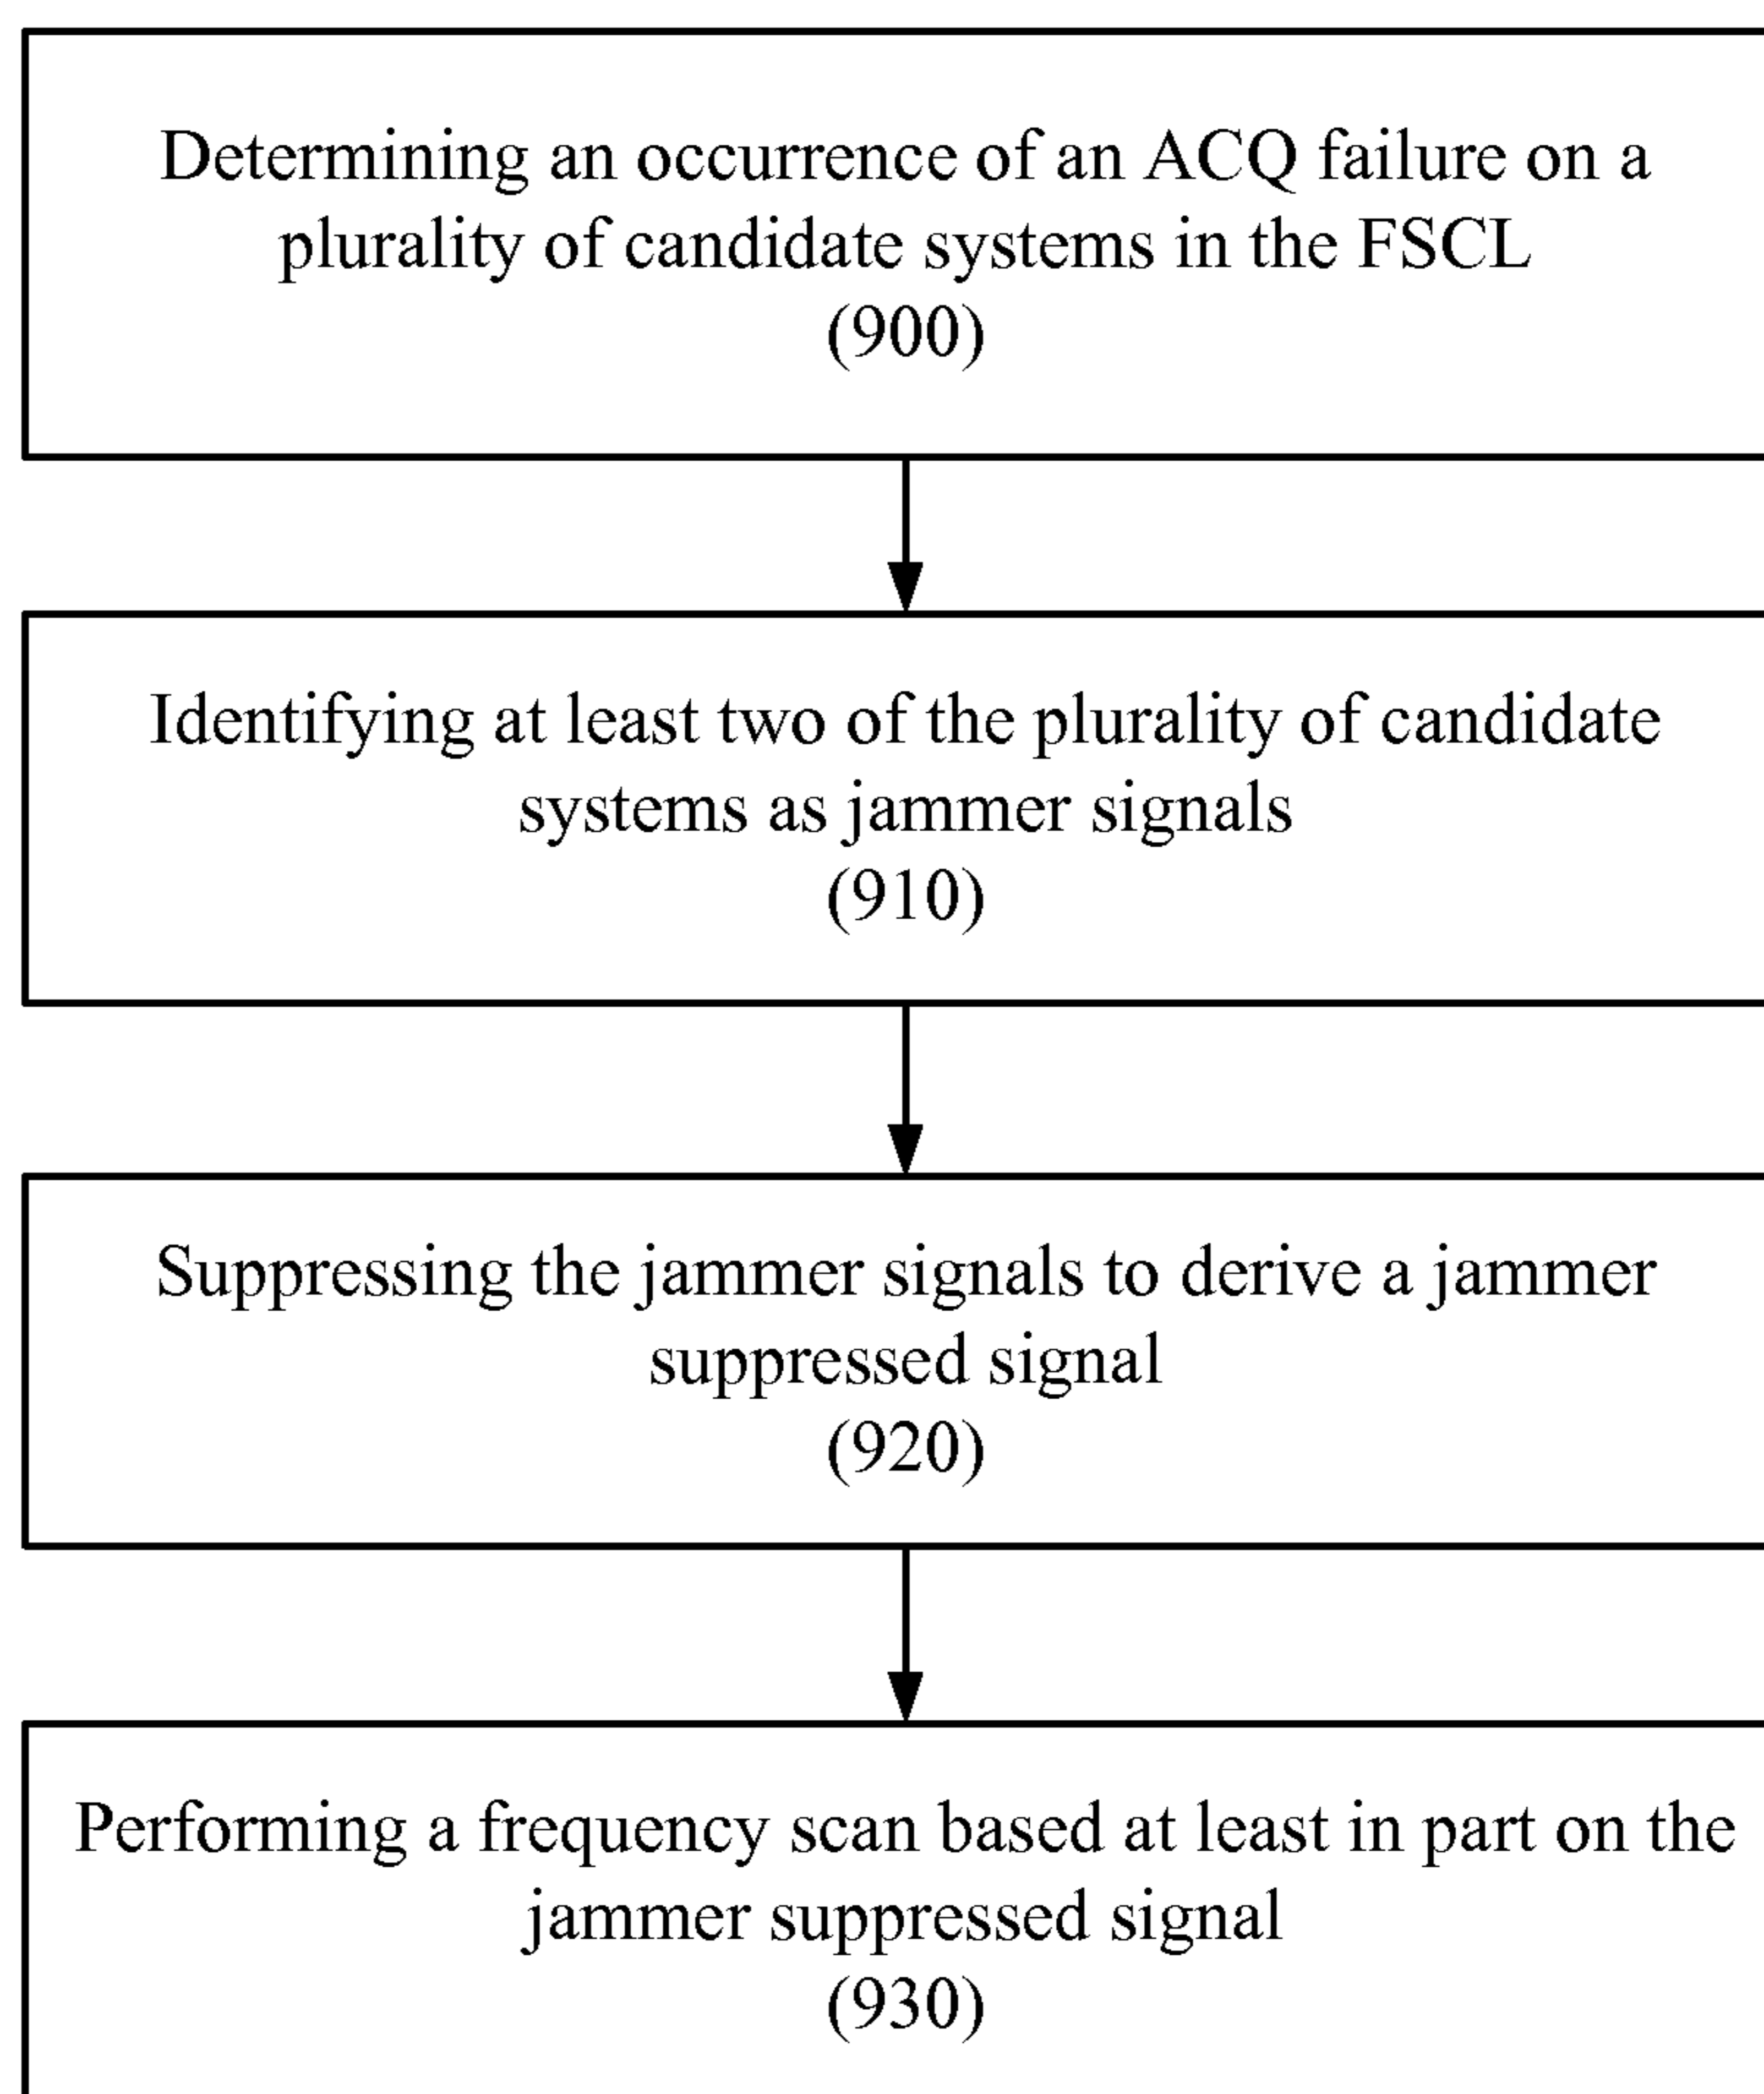 Determining an occurrence of an ACQ failure on a
plurality of candidate systems in the FSCL
(900)
Identifying at least two of the plurality of candidate
systems as jammer signals
(910)
Suppressing the jammer signals to derive a jammer
suppressed signal
(920)
Performing a frequency scan based at least in part on the
jammer suppressed signal
(930)